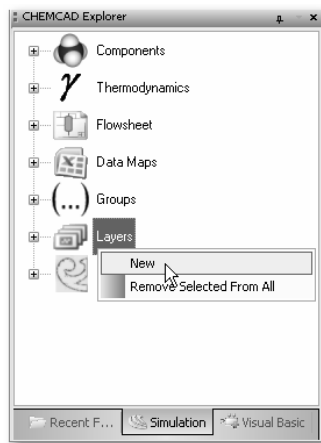 CHEMCAD Explorer
Components
γ Thermodynamics
Flowsheet
Data Maps
(...) Groups
Layers
New
Remove Selected From All
Recent F... Simulation Visual Basic